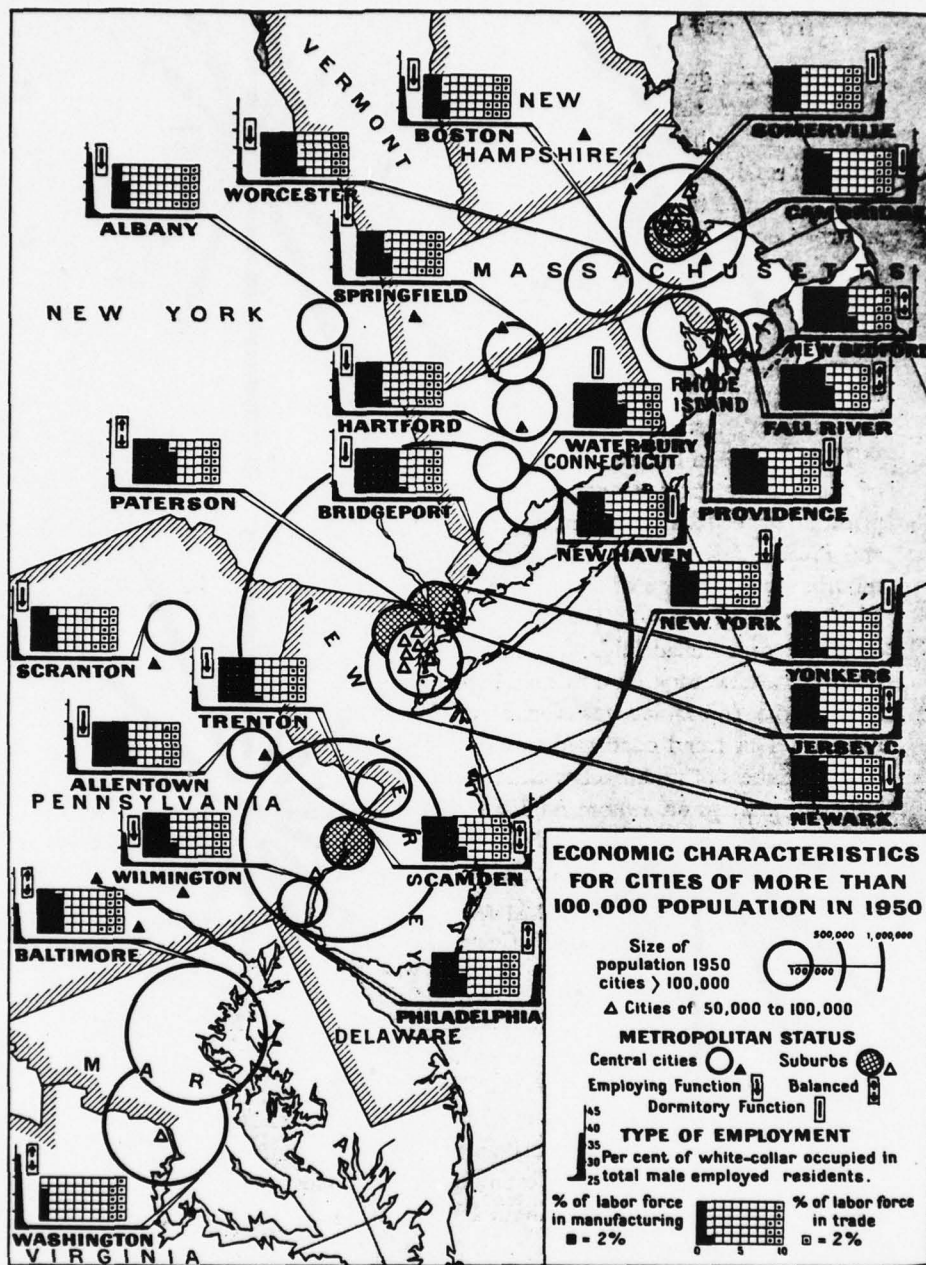 VERMONT
NEW
HAMPSHIRE
BOSTON
SOMERVILLE
WORCESTER
CAMBRIDGE
ALBANY
MASSACHUSETTS
SPRINGFIELD
NEW YORK
NEW BEDFORD
RHODE
ISLAND
HARTFORD
FALL RIVER
WATERBURY
CONNECTICUT
PATERSON
BRIDGEPORT
PROVIDENCE
NEW HAVEN
NEW YORK
SCRANTON
YONKERS
TRENTON
NEW JERSEY
JERSEY C.
ALLENTOWN
PENNSYLVANIA
NEWARK
WILMINGTON
CAMDEN
BALTIMORE
PHILADELPHIA
DELAWARE
MAR
WASHINGTON
VIRGINIA
ECONOMIC CHARACTERISTICS
FOR CITIES OF MORE THAN
100,000 POPULATION IN 1950
Size of
population 1950
cities > 100,000
100,000
500,000
1,000,000
△ Cities of 50,000 to 100,000
METROPOLITAN STATUS
Central cities
Suburbs
Employing Function
Balanced
Dormitory Function
TYPE OF EMPLOYMENT
45
40
35
30
25
Per cent of white-collar occupied in
total male employed residents.
% of labor force
in manufacturing
■ = 2%
0 5 10
% of labor force
in trade
⊡ = 2%